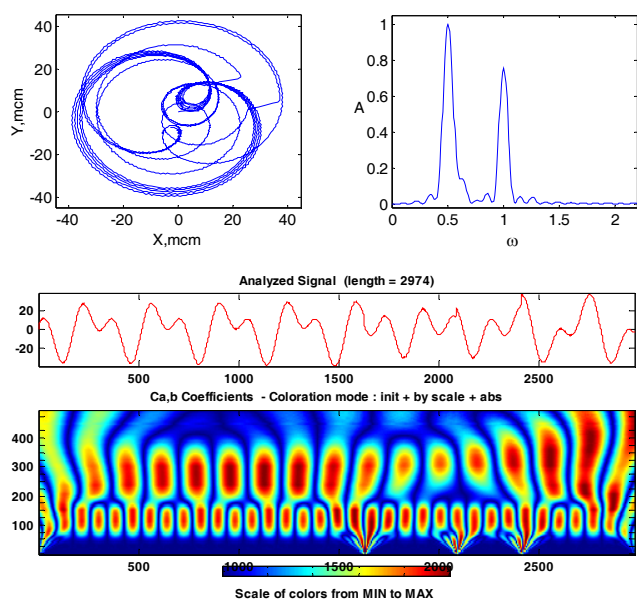 40
20
0
-20
-40
Y,mcm
-40 -20 0 20 40
X,mcm
1
0.8
A
0.6
0.4
0.2
0
0 0.5 1 1.5 2
ω
Analyzed Signal (length = 2974)
20
0
-20
500 1000 1500 2000 2500
Ca,b Coefficients - Coloration mode : init + by scale + abs
400
300
200
100
500 1000 1500 2000 2500
Scale of colors from MIN to MAX